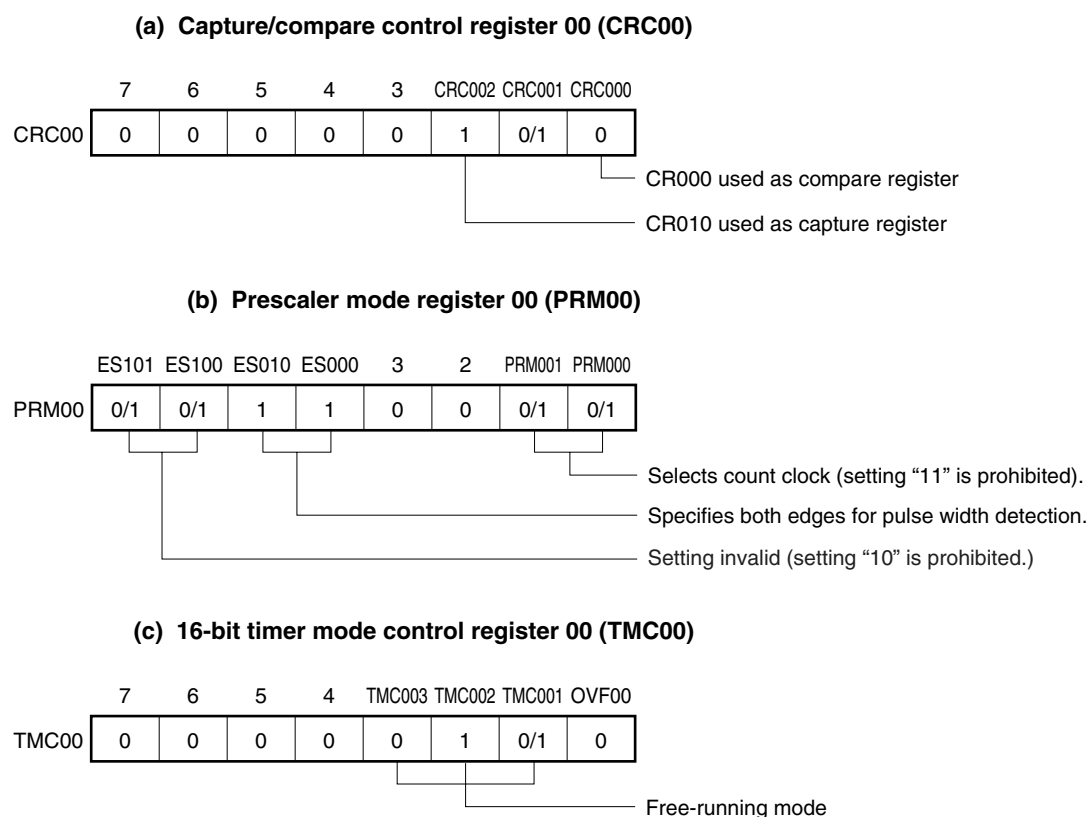 (a) Capture/compare control register 00 (CRC00)
7 6 5 4 3 CRC002 CRC001 CRC000
CRC00 0 0 0 0 0 1 0/1 0
CR000 used as compare register
CR010 used as capture register
(b) Prescaler mode register 00 (PRM00)
ES101 ES100 ES010 ES000 3 2 PRM001 PRM000
PRM00 0/1 0/1 1 1 0 0 0/1 0/1
Selects count clock (setting “11” is prohibited).
Specifies both edges for pulse width detection.
Setting invalid (setting “10” is prohibited.)
(c) 16-bit timer mode control register 00 (TMC00)
7 6 5 4 TMC003 TMC002 TMC001 OVF00
TMC00 0 0 0 0 0 1 0/1 0
Free-running mode